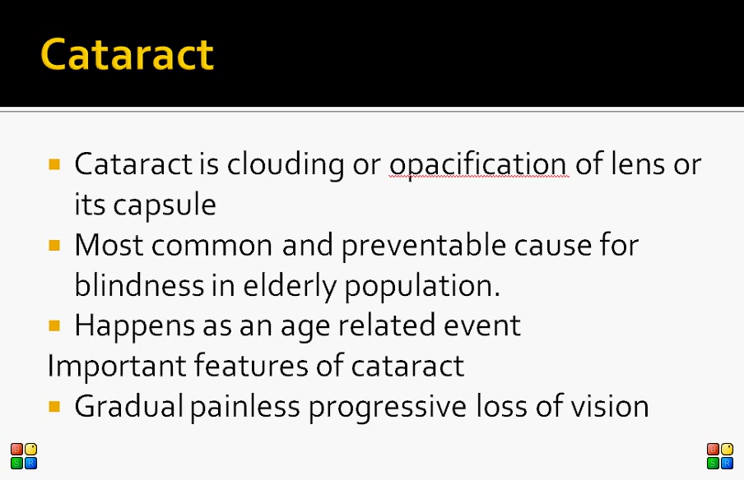 Cataract
Cataract is clouding or opacification of lens or
its capsule
Most common and preventable cause for
blindness in elderly population.
Happens as an age related event
Important features of cataract
Gradual painless progressive loss of vision